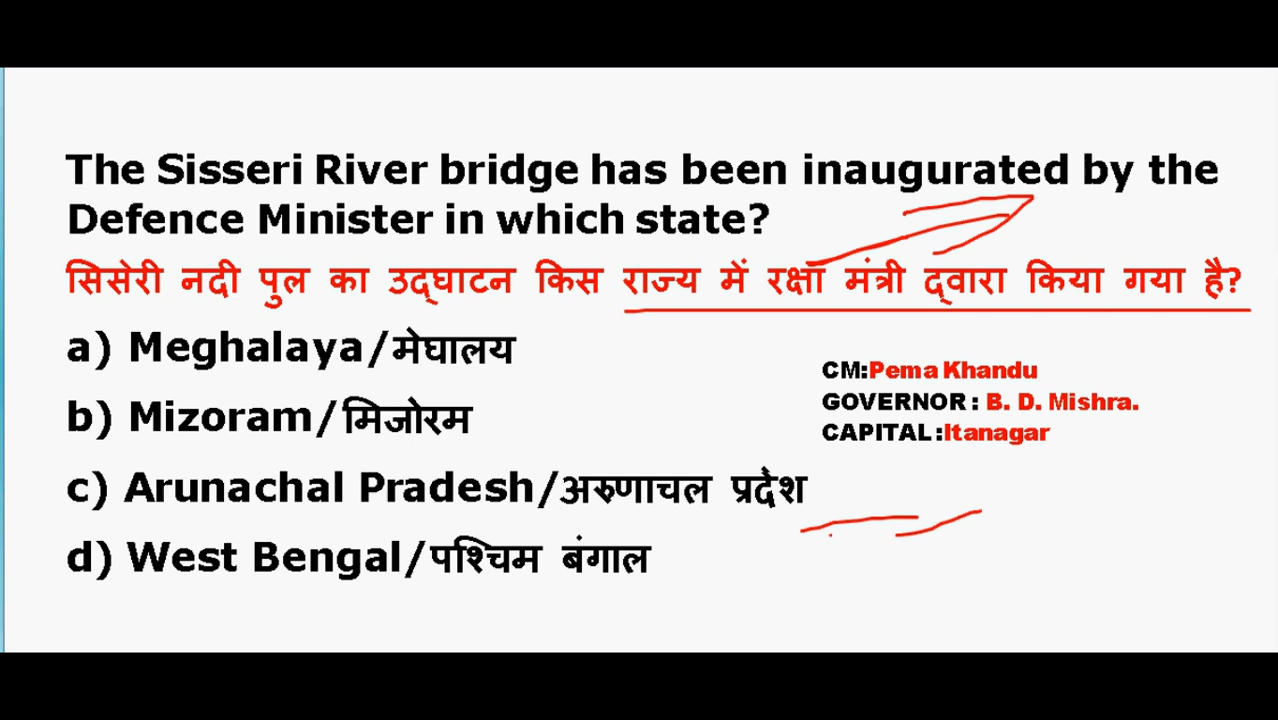 The Sisseri River bridge has been inaugurated by the
Defence Minister in which state?
सिसेरी नदी पुल का उद्घाटन किस राज्य में रक्षा मंत्री द्वारा किया गया है?
a) Meghalaya/मेघालय
CM:Pema Khandu
GOVERNOR : B. D. Mishra.
b) Mizoram/मिजोरम
CAPITAL :Itanagar
c) Arunachal Pradesh/अरुणाचल प्रदेश
d) West Bengal/पश्चिम बंगाल